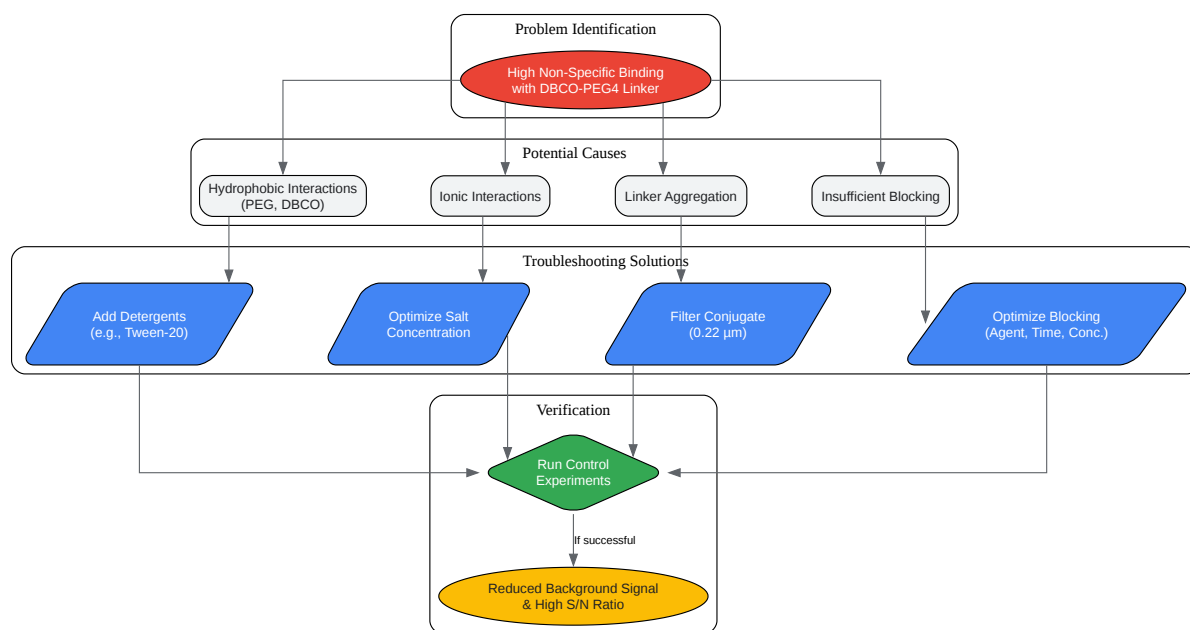 Problem Identification
High Non-Specific Binding
with DBCO-PEG4 Linker
Potential Causes
Hydrophobic Interactions
(PEG, DBCO)
Ionic Interactions
Linker Aggregation
Insufficient Blocking
Troubleshooting Solutions
Add Detergents
(e.g., Tween-20)
Optimize Salt
Concentration
Filter Conjugate
(0.22 µm)
Optimize Blocking
(Agent, Time, Conc.)
Verification
Run Control
Experiments
If successful
Reduced Background Signal
& High S/N Ratio